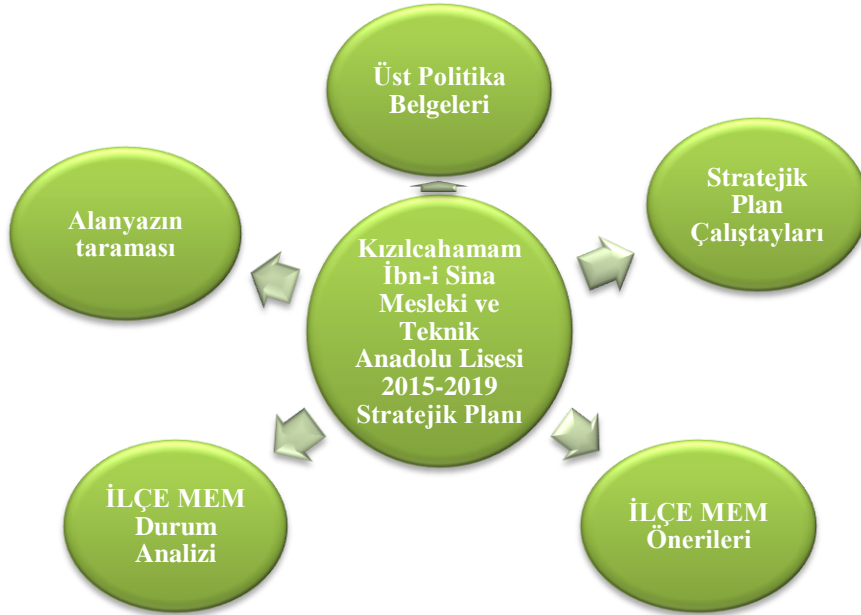 Üst Politika
Belgeleri
Stratejik
Plan
Çalıştayları
Alanyazın
taraması
Kızılcahamam
İbn-i Sina
Mesleki ve
Teknik
Anadolu Lisesi
2015-2019
Stratejik Planı
İLÇE MEM
Durum
Analizi
İLÇE MEM
Önerileri